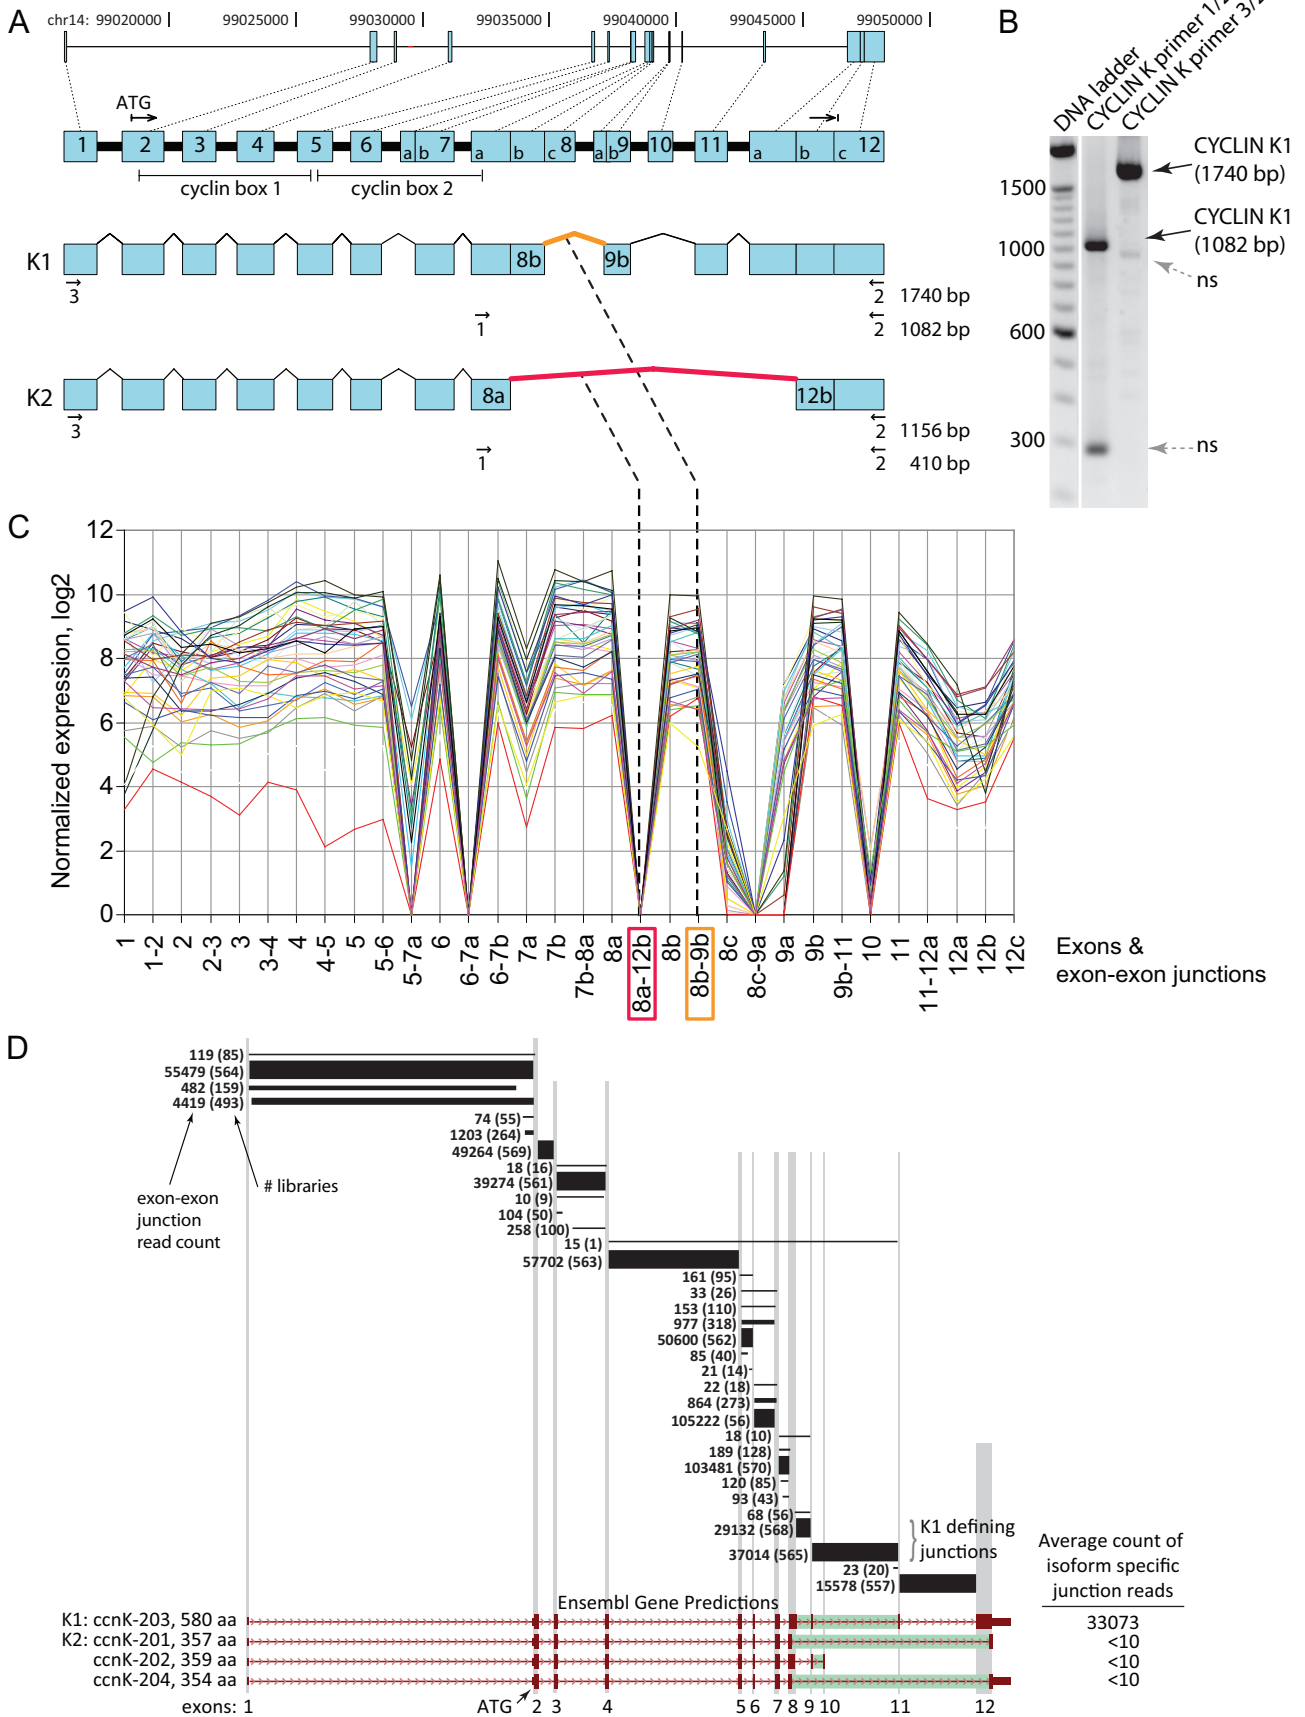 A
chr14: 99020000 99025000 99030000 99035000 99040000 99045000 99050000
ATG
1 2 3 4 5 6 a b 7 a b c 8 a b 9 10 11 a b c 12
cyclin box 1 cyclin box 2
K1 8b 9b
3 2 1740 bp
1 2 1082 bp
K2 8a 12b
3 2 1156 bp
1 2 410 bp
B
DNA ladder
CYCLIN K primer 1/2
CYCLIN K primer 3/2
1500
1000
600
300
CYCLIN K1
(1740 bp)
CYCLIN K1
(1082 bp)
ns
ns
C
Normalized expression, log2
12
10
8
6
4
2
0
1 1-2 2 2-3 3 3-4 4 4-5 5 5-6 5-7a 6 6-7a 6-7b 7a 7b 7b-8a 8a 8a-12b 8b 8b-9b 8c 8c-9a 9a 9b 9b-11 10 11 11-12a 12a 12b 12c
Exons &
exon-exon junctions
D
119 (85)
55479 (564)
482 (159)
4419 (493)
74 (55)
1203 (264)
49264 (569)
18 (16)
39274 (561)
10 (9)
104 (50)
258 (100)
15 (1)
57702 (563)
161 (95)
33 (26)
153 (110)
977 (318)
50600 (562)
85 (40)
21 (14)
22 (18)
864 (273)
105222 (56)
18 (10)
189 (128)
103481 (570)
120 (85)
93 (43)
68 (56)
29132 (568)
37014 (565)
23 (20)
15578 (557)
exon-exon
junction
read count
# libraries
K1 defining
junctions
Average count of
isoform specific
junction reads
Ensembl Gene Predictions
K1: ccnK-203, 580 aa 33073
K2: ccnK-201, 357 aa <10
ccnK-202, 359 aa <10
ccnK-204, 354 aa <10
exons: 1 ATG 2 3 4 5 6 7 8 9 10 11 12